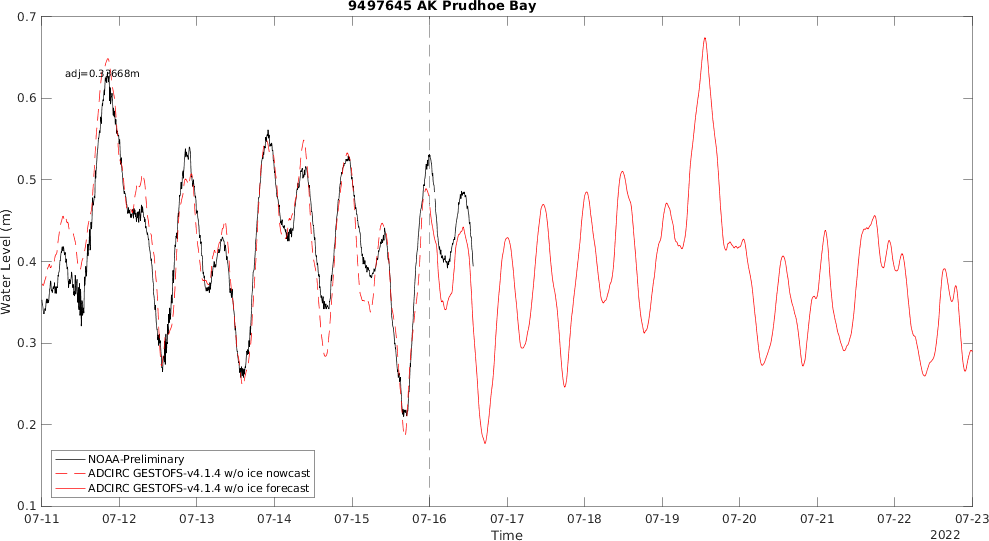 9497645 AK Prudhoe Bay
0.7
0.6
0.5
0.4
0.3
0.2
0.1
Water Level (m)
adj=0.33668m
NOAA-Preliminary
ADCIRC GESTOFS-v4.1.4 w/o ice nowcast
ADCIRC GESTOFS-v4.1.4 w/o ice forecast
07-11 07-12 07-13 07-14 07-15 07-16 07-17 07-18 07-19 07-20 07-21 07-22 07-23
Time
2022